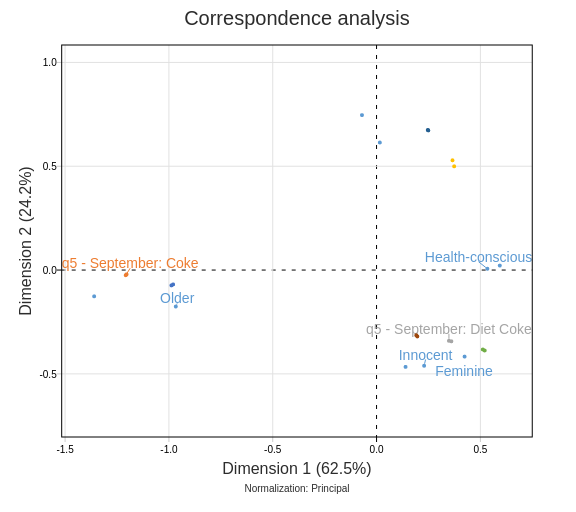 Correspondence analysis
Dimension 2 (24.2%)
1.0
0.5
0.0
-0.5
Health-conscious
q5 - September: Coke
Older
q5 - September: Diet Coke
Innocent
Feminine
-1.5
-1.0
-0.5
0.0
0.5
Dimension 1 (62.5%)
Normalization: Principal